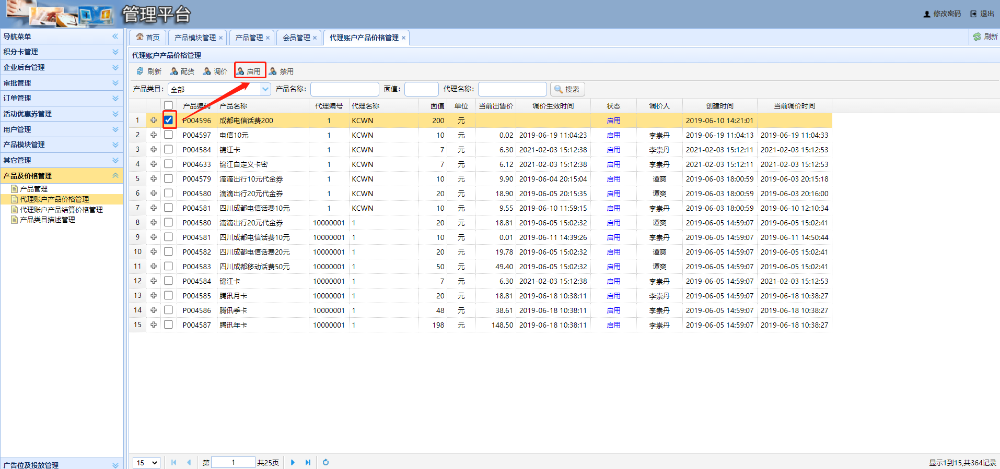 管理平台
修改密码 退出
导航菜单
积分卡管理
企业后台管理
审批管理
订单管理
活动优惠券管理
用户管理
产品模块管理
其它管理
产品及价格管理
产品管理
代理账户产品价格管理
代理账户产品结算价格管理
产品类目描述管理
广告位及投放管理
首页 产品模块管理 产品管理 会员管理 代理账户产品价格管理 刷新
代理账户产品价格管理
刷新 配货 调价 启用 禁用
产品类目: 全部 产品名称: 面值: 代理名称: 搜索
产品编码 产品名称 代理编号 代理名称 面值 单位 当前出售价 调价生效时间 状态 调价人 创建时间 当前调价时间
1 P004596 成都电信话费200 1 KCWN 200 元 启用 2019-06-10 14:21:01
2 P004597 电信10元 1 KCWN 10 元 0.02 2019-06-19 11:04:23 启用 李崇丹 2019-06-19 11:04:13 2019-06-19 11:04:33
3 P004584 锦江卡 1 KCWN 7 元 6.30 2021-02-03 15:12:38 启用 李崇丹 2021-02-03 15:12:11 2021-02-03 15:12:53
4 P004633 锦江自定义卡密 1 KCWN 7 元 6.12 2021-02-03 15:12:38 启用 李崇丹 2021-02-03 15:12:11 2021-02-03 15:12:53
5 P004579 滴滴出行10元代金券 1 KCWN 10 元 9.90 2019-06-04 20:15:04 启用 谭爽 2019-06-03 18:00:59 2019-06-03 20:15:18
6 P004580 滴滴出行20元代金券 1 KCWN 20 元 18.90 2019-06-05 20:15:35 启用 谭爽 2019-06-03 18:00:59 2019-06-03 20:16:00
7 P004581 四川成都电信话费10元 1 KCWN 10 元 9.55 2019-06-10 11:59:15 启用 李崇丹 2019-06-03 18:00:59 2019-06-10 12:10:34
8 P004580 滴滴出行20元代金券 10000001 1 20 元 18.81 2019-06-05 15:02:32 启用 谭爽 2019-06-05 14:59:07 2019-06-05 15:02:41
9 P004581 四川成都电信话费10元 10000001 1 10 元 0.01 2019-06-11 14:39:26 启用 李崇丹 2019-06-05 14:59:07 2019-06-11 14:50:44
10 P004582 四川成都电信话费20元 10000001 1 20 元 19.78 2019-06-05 15:02:32 启用 谭爽 2019-06-05 14:59:07 2019-06-05 15:02:41
11 P004583 四川成都移动话费50元 10000001 1 50 元 49.40 2019-06-05 15:02:32 启用 谭爽 2019-06-05 14:59:07 2019-06-05 15:02:41
12 P004584 锦江卡 10000001 1 7 元 6.30 2021-02-03 15:12:38 启用 李崇丹 2019-06-05 14:59:07 2021-02-03 15:12:53
13 P004585 腾讯月卡 10000001 1 20 元 18.81 2019-06-18 10:38:11 启用 李崇丹 2019-06-05 14:59:07 2019-06-18 10:38:27
14 P004586 腾讯季卡 10000001 1 48 元 38.61 2019-06-18 10:38:11 启用 李崇丹 2019-06-05 14:59:07 2019-06-18 10:38:27
15 P004587 腾讯年卡 10000001 1 198 元 148.50 2019-06-18 10:38:11 启用 李崇丹 2019-06-05 14:59:07 2019-06-18 10:38:27
15 第 1 共25页 显示1到15,共364记录